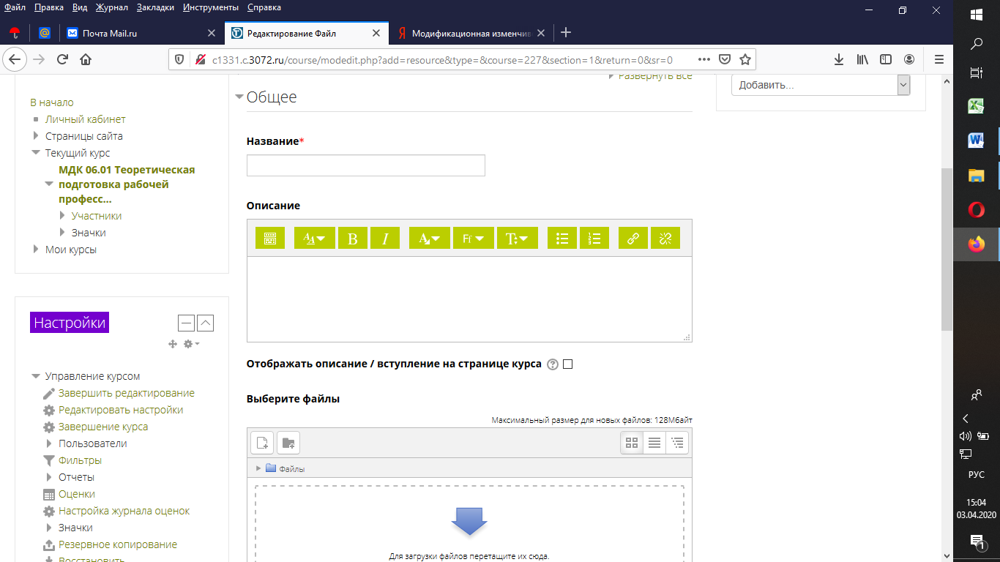 Файл Правка Вид Журнал Закладки Инструменты Справка
Почта Mail.ru
Редактирование Файл
Модификационная изменчив
c1331.c.3072.ru/course/modedit.php?add=resource&type=&course=227&section=1&return=0&sr=0
В начало
Личный кабинет
Страницы сайта
Текущий курс
МДК 06.01 Теоретическая
подготовка рабочей
професс...
Участники
Значки
Мои курсы
Настройки
Управление курсом
Завершить редактирование
Редактировать настройки
Завершение курса
Пользователи
Фильтры
Отчеты
Оценки
Настройка журнала оценок
Значки
Резервное копирование
Восстановить
Развернуть все
Общее
Название*
Описание
Отображать описание / вступление на странице курса
Выберите файлы
Максимальный размер для новых файлов: 128Мбайт
Файлы
Для загрузки файлов перетащите их сюда.
Добавить...
РУС
15:04
03.04.2020
1